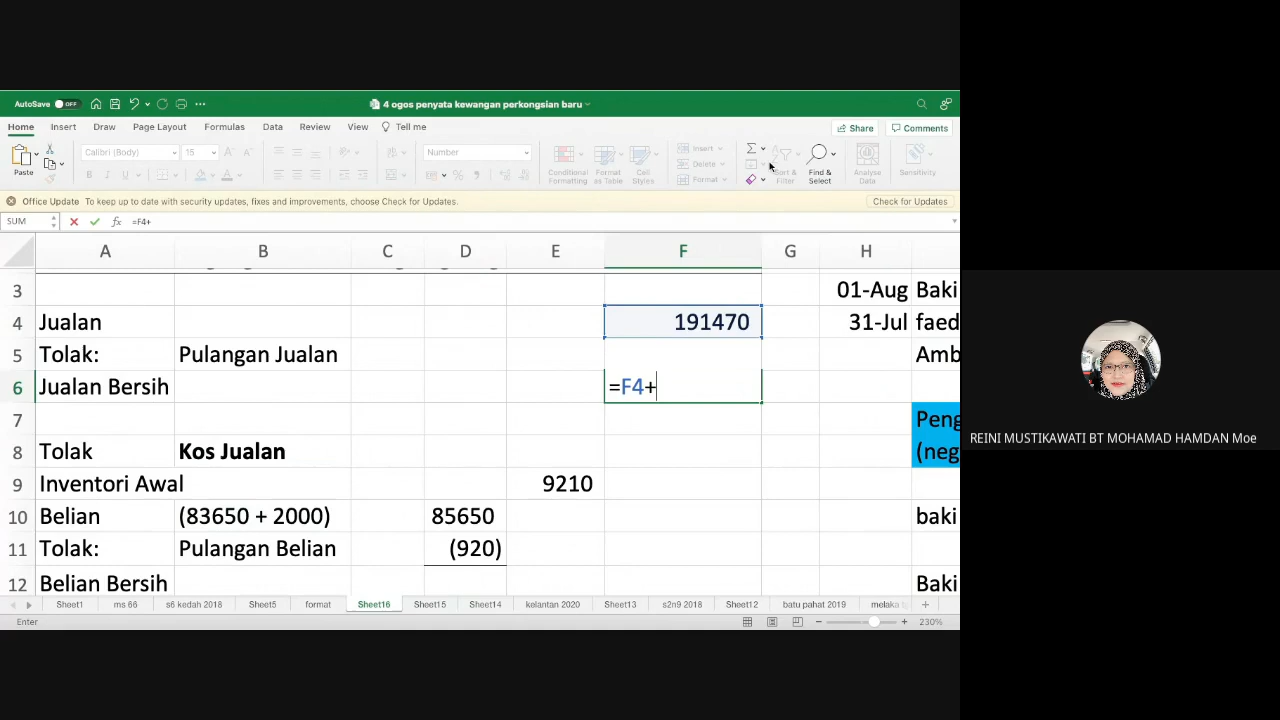 AutoSave OFF 4 ogos penyata kewangan perkongsian baru
Home Insert Draw Page Layout Formulas Data Review View Tell me Share Comments
Paste Calibri (Body) 15 Number Conditional Formatting Format as Table Cell Styles Insert Delete Format Sort & Filter Find & Select Analyse Data Sensitivity
Office Update To keep up to date with security updates, fixes and improvements, choose Check for Updates. Check for Updates
SUM fx =F4+
A B C D E F G H
3 01-Aug Baki
4 Jualan 191470 31-Jul faed
5 Tolak: Pulangan Jualan Amb
6 Jualan Bersih =F4+
7 Peng
8 Tolak Kos Jualan (neg
9 Inventori Awal 9210
10 Belian (83650 + 2000) 85650 baki
11 Tolak: Pulangan Belian (920)
12 Belian Bersih Baki
Sheet1 ms 66 s6 kedah 2018 Sheet5 format Sheet16 Sheet15 Sheet14 kelantan 2020 Sheet13 s2n9 2018 Sheet12 batu pahat 2019 melaka
Enter 230%
REINI MUSTIKAWATI BT MOHAMAD HAMDAN Moe